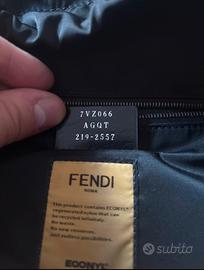 7VZ066
AGQT
219-2557
FENDI
ROMA
This product contains ECONYL®
regenerated nylon that can
be recycled infinitely.
No new resources.
And endless possibilities.
ECONYL®
subito